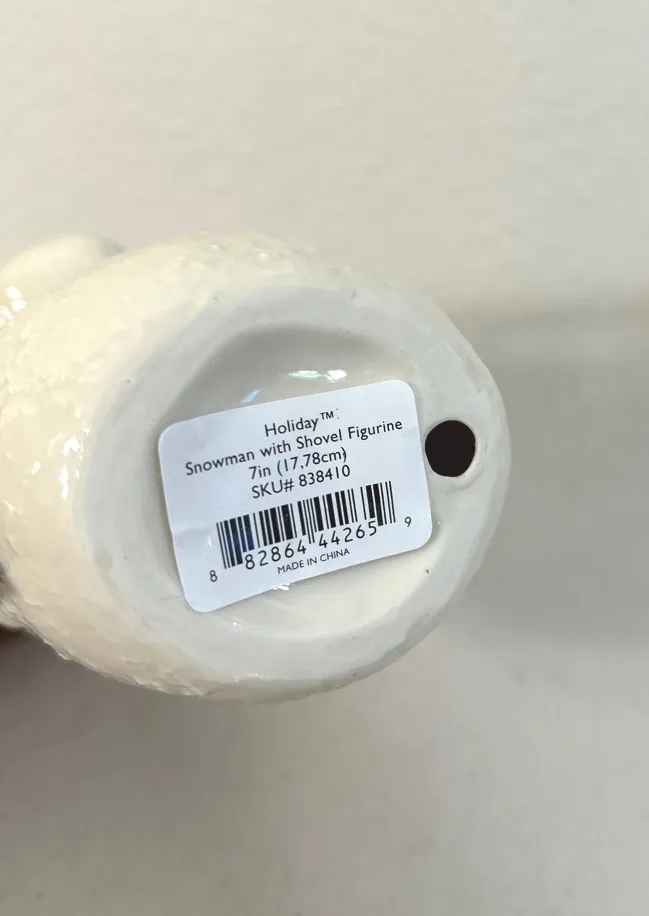 Holiday™
Snowman with Shovel Figurine
7in (17,78cm)
SKU# 838410
8 82864 44265 9
MADE IN CHINA